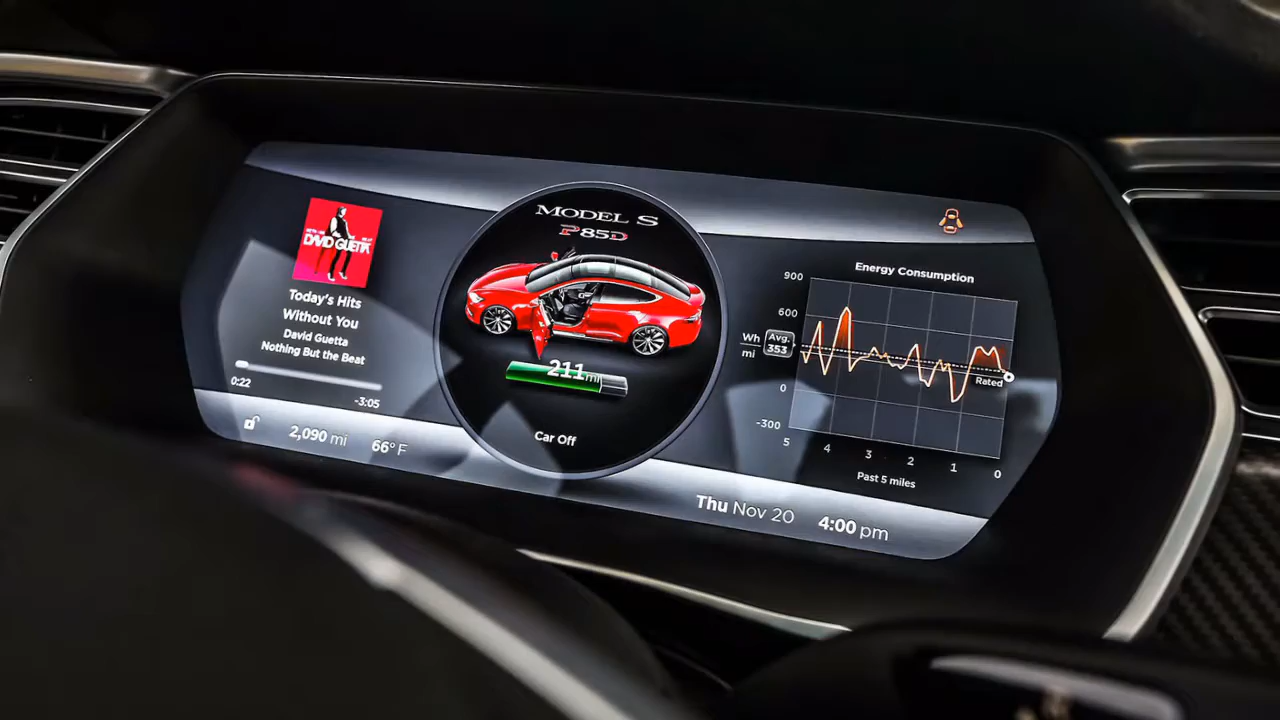 DAVID GUETTA
Today's Hits
Without You
David Guetta
Nothing But the Beat
0:22
-3:05
2,090 mi
66° F
MODEL S
P85D
211 mi
Car Off
Energy Consumption
900
600
Wh
mi
Avg.
353
0
-300
Rated
5 4 3 2 1 0
Past 5 miles
Thu Nov 20 4:00 pm